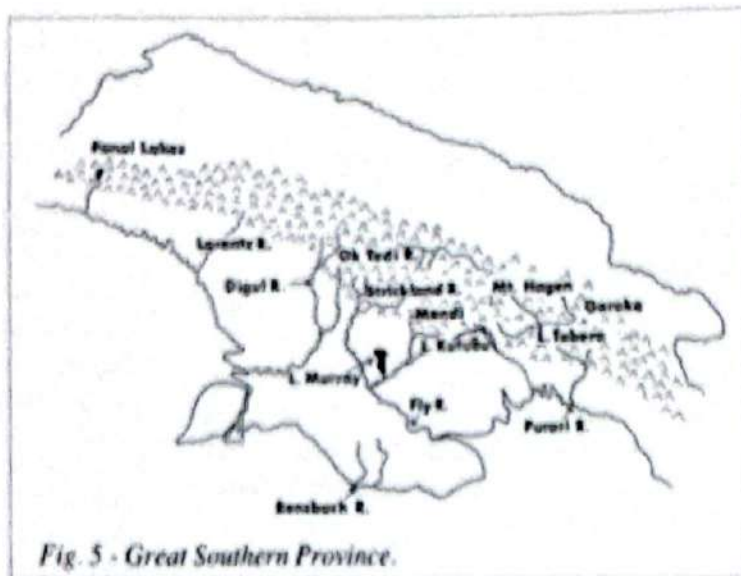 Panai Lakes
Lorentz R.
Ok Tedi R.
Digul R.
Strickland R.
Mt. Hagen
Goroka
Mendi
L. Tebera
L. Kutubu
L. Murray
Fly R.
Purari R.
Bensbach R.
Fig. 5 - Great Southern Province.